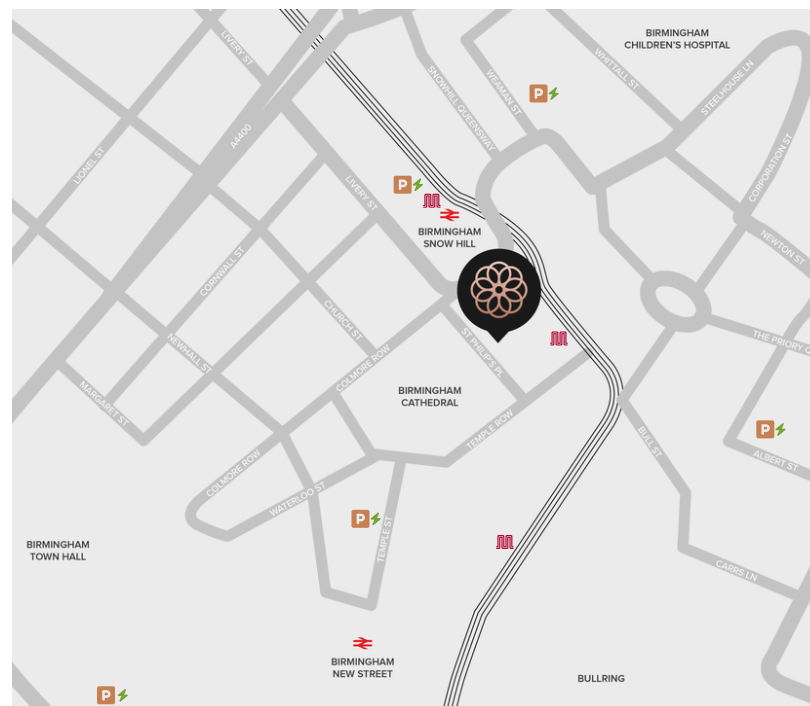 BIRMINGHAM
CHILDREN'S HOSPITAL
LIVERY ST
WHITTALL ST
STEELHOUSE LN
SNOWHILL QUEENSWAY
WEAMAN ST
P
A4400
LIONEL ST
CORPORATION ST
P
LIVERY ST
BIRMINGHAM
SNOW HILL
NEWTON ST
CORNWALL ST
CHURCH ST
ST PHILIP'S PL
THE PRIORY Q
NEWHALL ST
COLMORE ROW
MARGARET ST
BIRMINGHAM
CATHEDRAL
TEMPLE ROW
BULL ST
P
ALBERT ST
COLMORE ROW
WATERLOO ST
P
TEMPLE ST
BIRMINGHAM
TOWN HALL
CARRS LN
BIRMINGHAM
NEW STREET
BULLRING
P